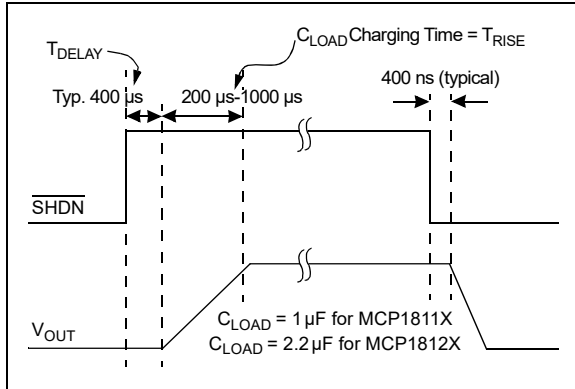 T_DELAY
C_LOAD Charging Time = T_RISE
Typ. 400 µs
200 µs-1000 µs
400 ns (typical)
SHDN
V_OUT
C_LOAD = 1 µF for MCP1811X
C_LOAD = 2.2 µF for MCP1812X